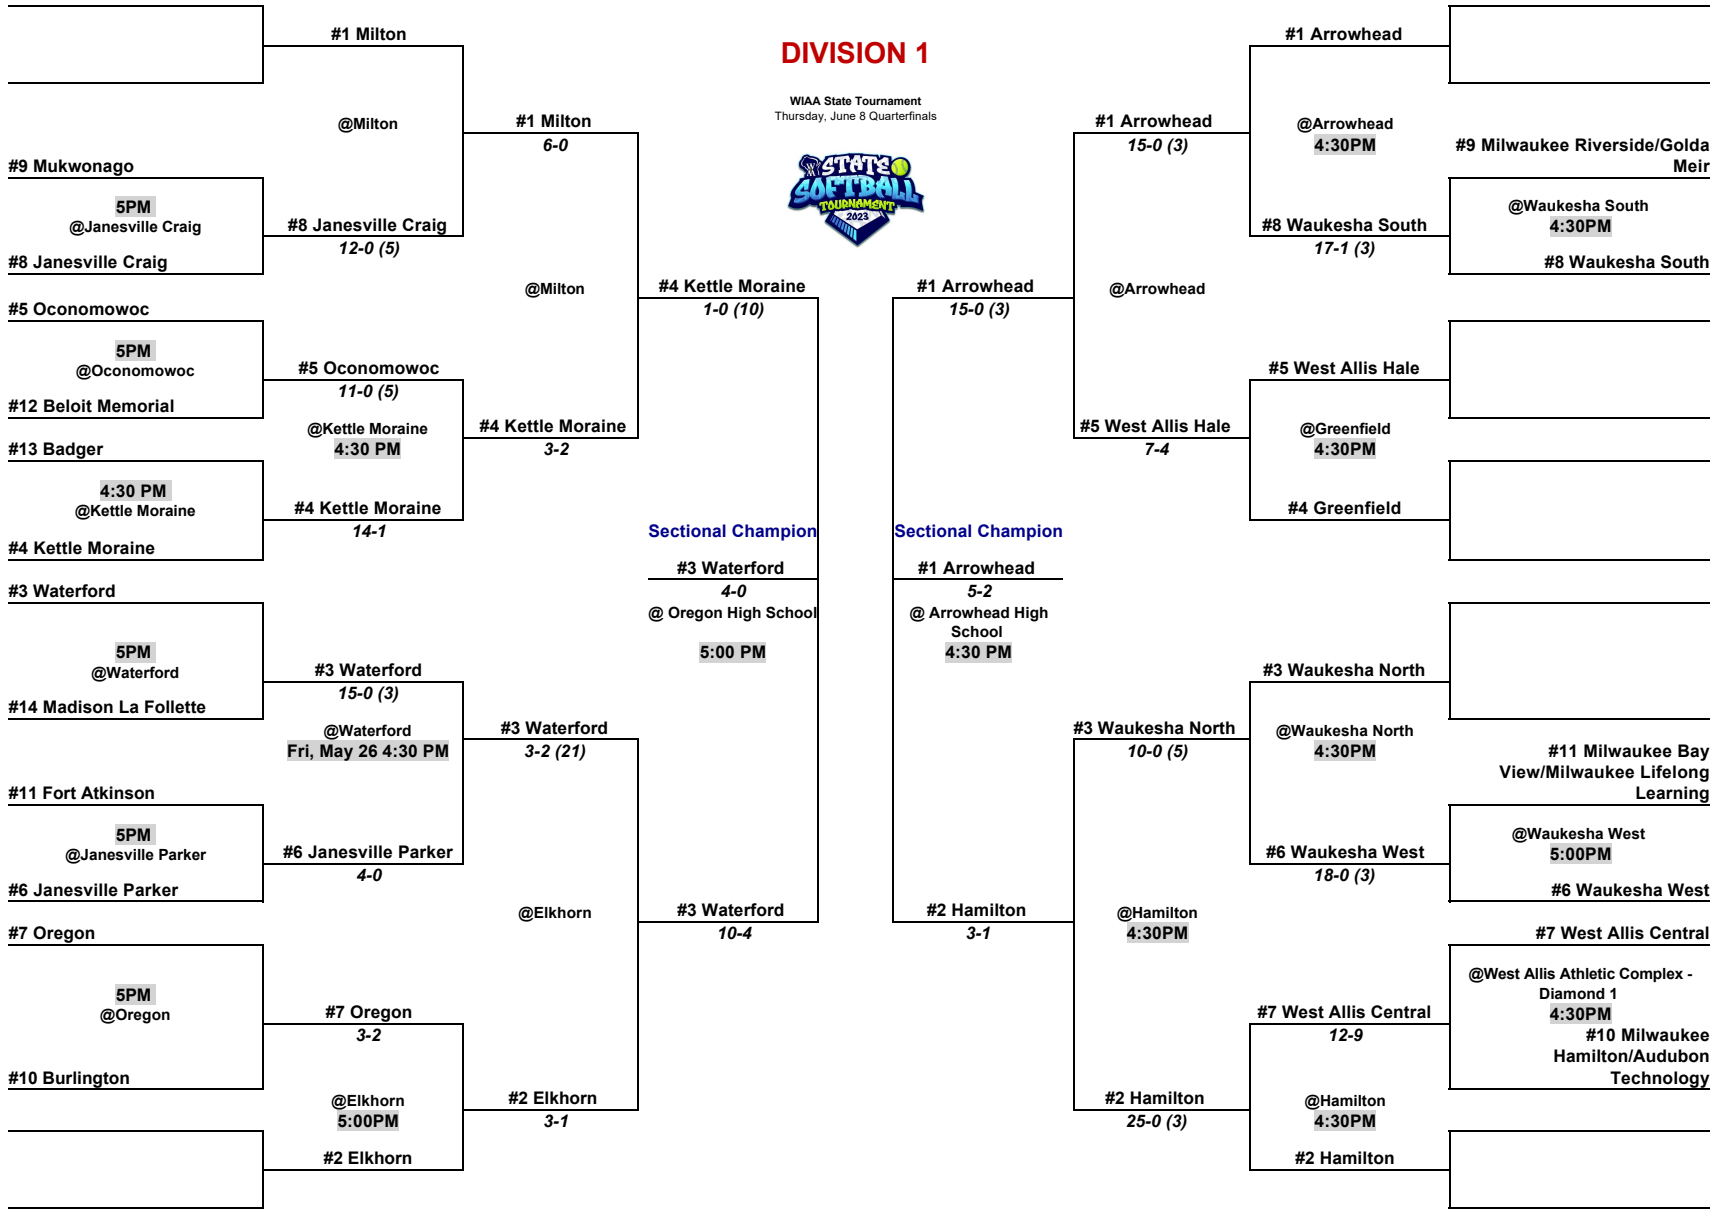 DIVISION 1
WIAA State Tournament
Thursday, June 8 Quarterfinals
STATE
SOFTBALL
TOURNAMENT
2023
#9 Mukwonago
5PM
@Janesville Craig
#8 Janesville Craig
#5 Oconomowoc
5PM
@Oconomowoc
#12 Beloit Memorial
#13 Badger
4:30 PM
@Kettle Moraine
#4 Kettle Moraine
#3 Waterford
5PM
@Waterford
#14 Madison La Follette
#11 Fort Atkinson
5PM
@Janesville Parker
#6 Janesville Parker
#7 Oregon
5PM
@Oregon
#10 Burlington
#1 Milton
@Milton
#8 Janesville Craig
12-0 (5)
#5 Oconomowoc
11-0 (5)
@Kettle Moraine
4:30 PM
#4 Kettle Moraine
14-1
#3 Waterford
15-0 (3)
@Waterford
Fri, May 26 4:30 PM
#6 Janesville Parker
4-0
#7 Oregon
3-2
@Elkhorn
5:00PM
#2 Elkhorn
#1 Milton
6-0
@Milton
#4 Kettle Moraine
3-2
#3 Waterford
3-2 (21)
@Elkhorn
#2 Elkhorn
3-1
#4 Kettle Moraine
1-0 (10)
Sectional Champion
#3 Waterford
4-0
@ Oregon High School
5:00 PM
#3 Waterford
10-4
#1 Arrowhead
15-0 (3)
Sectional Champion
#1 Arrowhead
5-2
@ Arrowhead High
School
4:30 PM
#2 Hamilton
3-1
#1 Arrowhead
15-0 (3)
@Arrowhead
#5 West Allis Hale
7-4
#3 Waukesha North
10-0 (5)
@Hamilton
4:30PM
#2 Hamilton
25-0 (3)
#1 Arrowhead
@Arrowhead
4:30PM
#8 Waukesha South
17-1 (3)
#5 West Allis Hale
@Greenfield
4:30PM
#4 Greenfield
#3 Waukesha North
@Waukesha North
4:30PM
#6 Waukesha West
18-0 (3)
#7 West Allis Central
12-9
@Hamilton
4:30PM
#2 Hamilton
#9 Milwaukee Riverside/Golda
Meir
@Waukesha South
4:30PM
#8 Waukesha South
#11 Milwaukee Bay
View/Milwaukee Lifelong
Learning
@Waukesha West
5:00PM
#6 Waukesha West
#7 West Allis Central
@West Allis Athletic Complex -
Diamond 1
4:30PM
#10 Milwaukee
Hamilton/Audubon
Technology